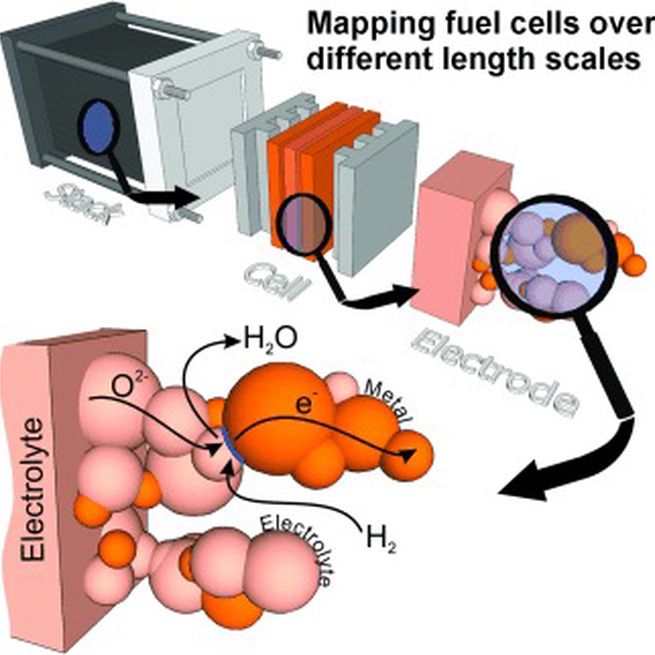 Mapping fuel cells over
different length scales
Stack
Cell
Electrode
H₂O
O²⁻
e⁻
Metal
Electrolyte
Electrolyte
H₂